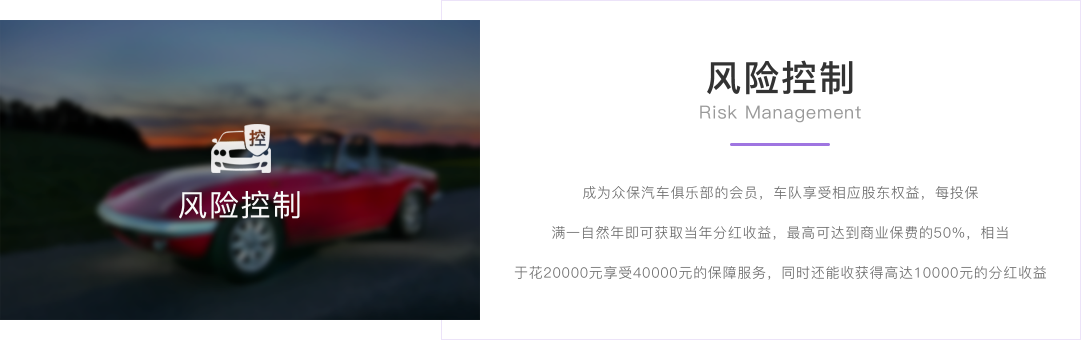 控
风险控制
风险控制
Risk Management
成为众保汽车俱乐部的会员，车队享受相应股东权益，每投保
满一自然年即可获取当年分红收益，最高可达到商业保费的50%，相当
于花20000元享受40000元的保障服务，同时还能收获得高达10000元的分红收益